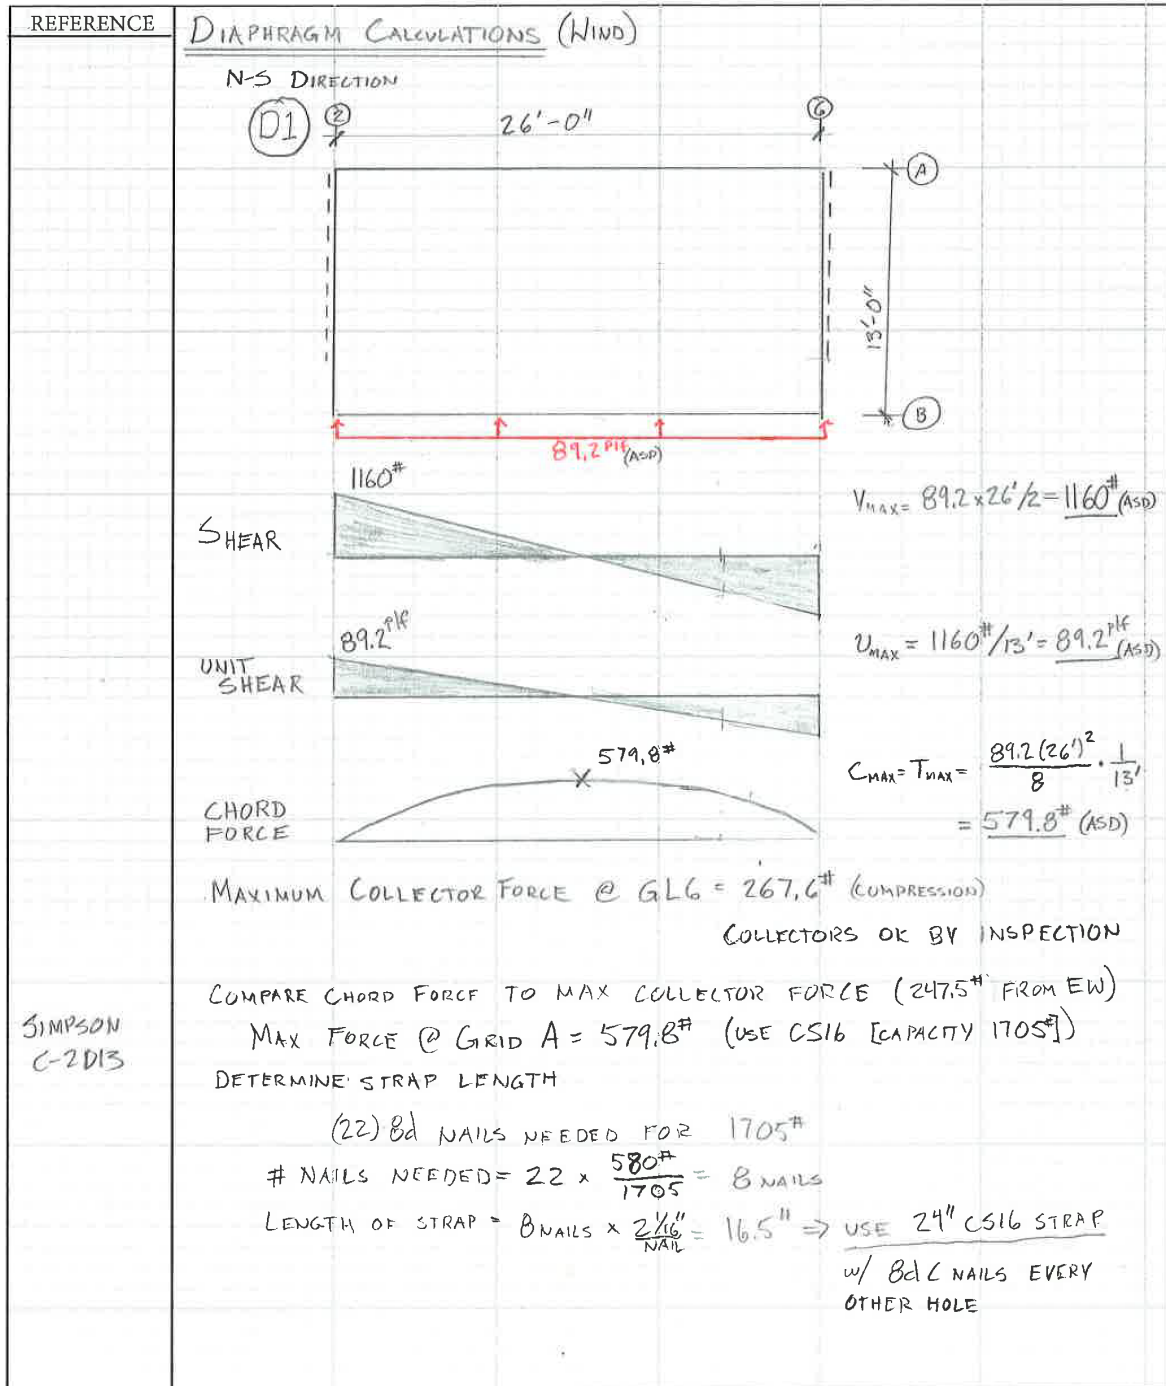 REFERENCE
DIAPHRAGM CALCULATIONS (WIND)
N-S DIRECTION
D1
2
26'-0"
6
A
13'-0"
B
89.2 plf (ASD)
1160#
SHEAR
VMAX = 89.2 x 26'/2 = 1160# (ASD)
89.2 plf
UNIT SHEAR
υMAX = 1160#/13' = 89.2 plf (ASD)
579.8#
CHORD FORCE
CMAX = TMAX = 89.2(26')²/8 · 1/13'
= 579.8# (ASD)
MAXIMUM COLLECTOR FORCE @ GL6 = 267.6# (COMPRESSION)
COLLECTORS OK BY INSPECTION
COMPARE CHORD FORCE TO MAX COLLECTOR FORCE (247.5# FROM EW)
SIMPSON
C-2D13
MAX FORCE @ GRID A = 579.8# (USE CS16 [CAPACITY 1705#])
DETERMINE STRAP LENGTH
(22) 8d NAILS NEEDED FOR 1705#
# NAILS NEEDED = 22 x 580#/1705 = 8 NAILS
LENGTH OF STRAP = 8 NAILS x 2 1/16"/NAIL = 16.5" ⇒ USE 24" CS16 STRAP
w/ 8d C NAILS EVERY
OTHER HOLE